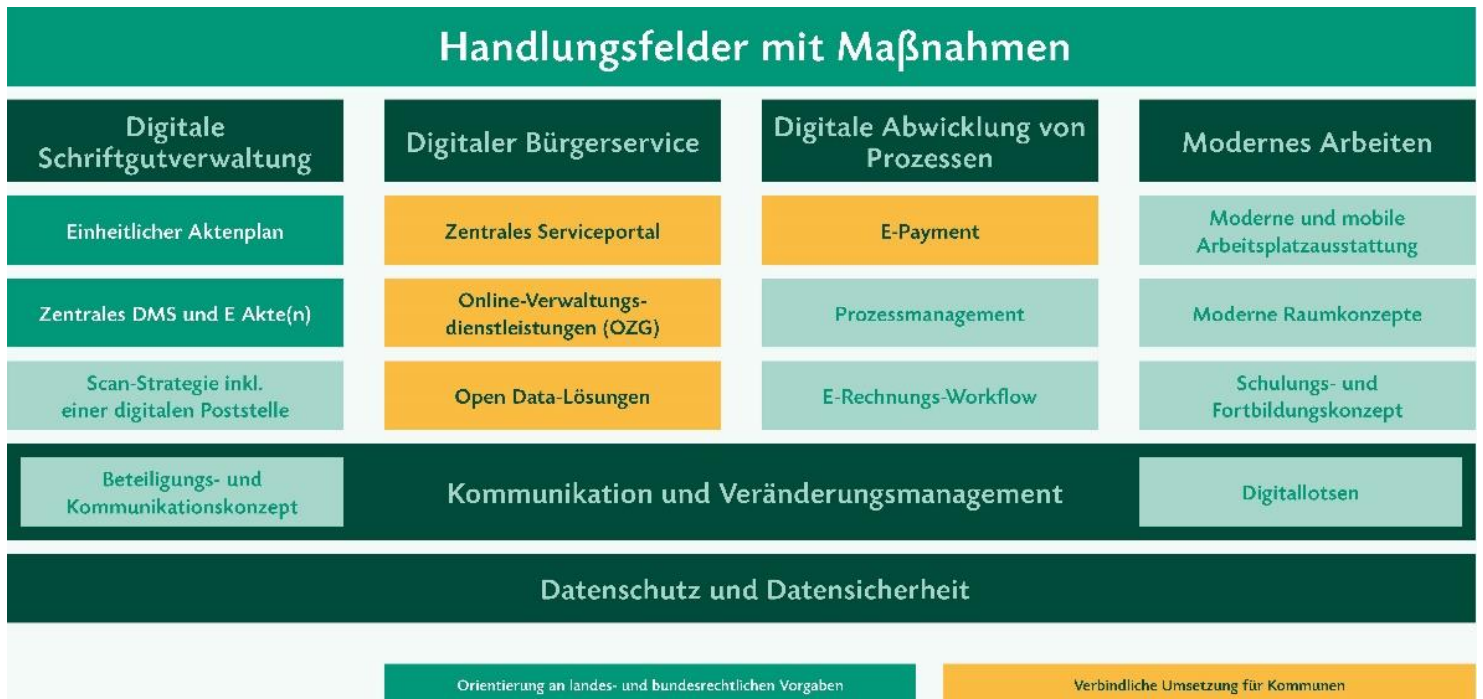 Handlungsfelder mit Maßnahmen
Digitale
Schriftgutverwaltung
Digitaler Bürgerservice
Digitale Abwicklung von
Prozessen
Modernes Arbeiten
Einheitlicher Aktenplan
Zentrales Serviceportal
E-Payment
Moderne und mobile
Arbeitsplatzausstattung
Zentrales DMS und E Akte(n)
Online-Verwaltungs-
dienstleistungen (OZG)
Prozessmanagement
Moderne Raumkonzepte
Scan-Strategie inkl.
einer digitalen Poststelle
Open Data-Lösungen
E-Rechnungs-Workflow
Schulungs- und
Fortbildungskonzept
Beteiligungs- und
Kommunikationskonzept
Kommunikation und Veränderungsmanagement
Digitallotsen
Datenschutz und Datensicherheit
Orientierung an landes- und bundesrechtlichen Vorgaben
Verbindliche Umsetzung für Kommunen